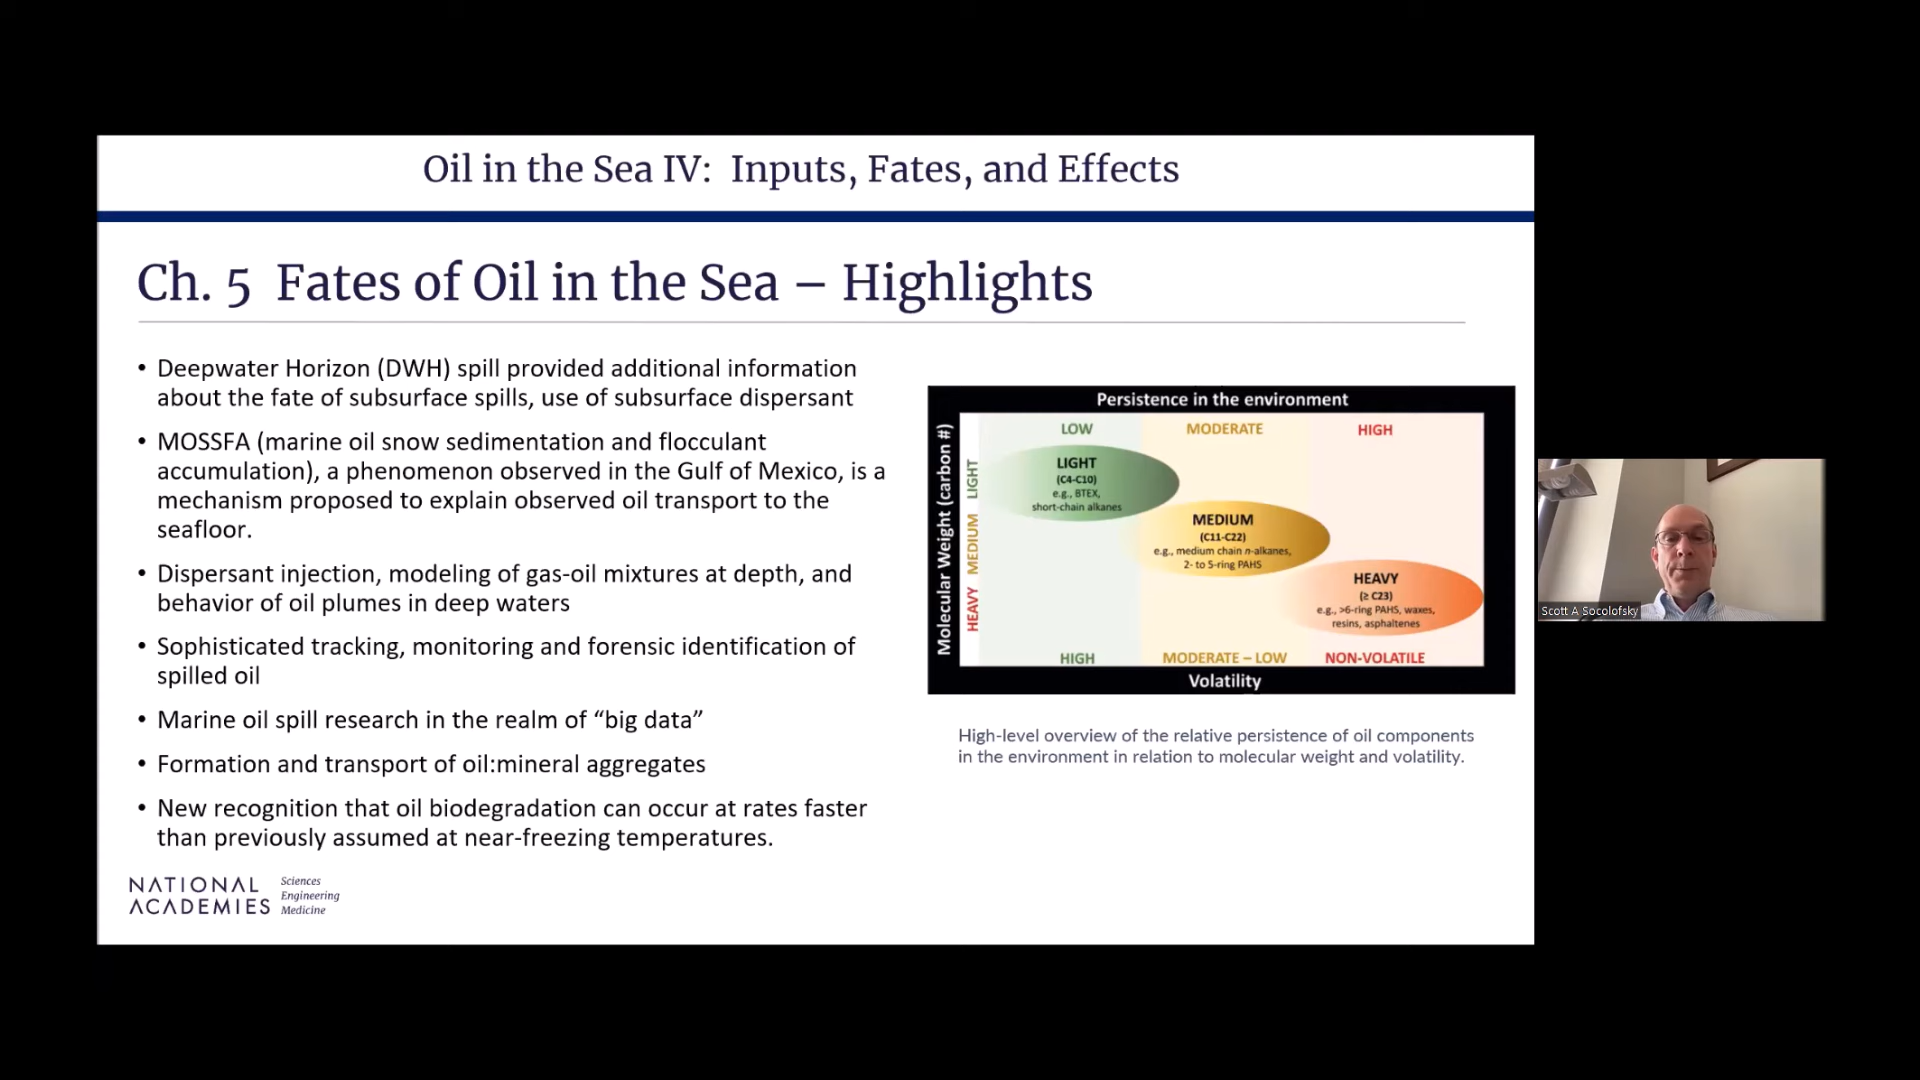 Oil in the Sea IV: Inputs, Fates, and Effects
Ch. 5 Fates of Oil in the Sea – Highlights
• Deepwater Horizon (DWH) spill provided additional information
about the fate of subsurface spills, use of subsurface dispersant
• MOSSFA (marine oil snow sedimentation and flocculant
accumulation), a phenomenon observed in the Gulf of Mexico, is a
mechanism proposed to explain observed oil transport to the
seafloor.
• Dispersant injection, modeling of gas-oil mixtures at depth, and
behavior of oil plumes in deep waters
• Sophisticated tracking, monitoring and forensic identification of
spilled oil
• Marine oil spill research in the realm of “big data”
• Formation and transport of oil:mineral aggregates
• New recognition that oil biodegradation can occur at rates faster
than previously assumed at near-freezing temperatures.
Persistence in the environment
LOW MODERATE HIGH
Molecular Weight (carbon #)
HEAVY MEDIUM LIGHT
LIGHT
(C4-C10)
e.g., BTEX,
short-chain alkanes
MEDIUM
(C11-C22)
e.g., medium chain n-alkanes,
2- to 5-ring PAHS
HEAVY
(≥ C23)
e.g., >6-ring PAHS, waxes,
resins, asphaltenes
HIGH MODERATE – LOW NON-VOLATILE
Volatility
High-level overview of the relative persistence of oil components
in the environment in relation to molecular weight and volatility.
NATIONAL ACADEMIES
Sciences
Engineering
Medicine
Scott A Socolofsky